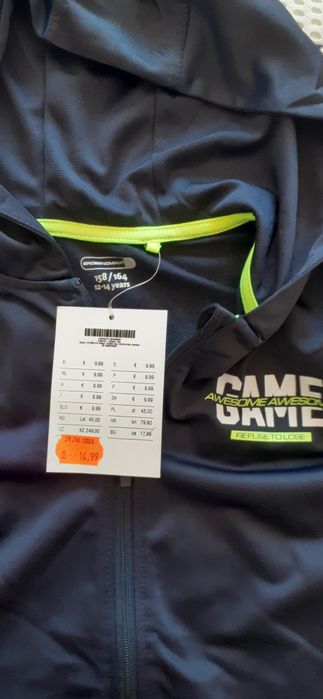 158/164
12-14 years
D € 9.99 E € 9.99
NL € 9.99 P € 9.99
A € 9.99 F € 9.99
I € 9.99 SK € 9.99
SLO € 9.99 PL zł 45.00
RO Lei 40.00 HR kn 79.90
CZ Kč 249.00 BG лв 17.99
14,99
GAME
AWESOME AWESOME
REFUSE TO LOSE